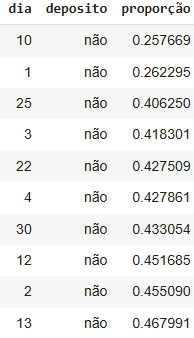 dia deposito proporção
10 não 0.257669
1 não 0.262295
25 não 0.406250
3 não 0.418301
22 não 0.427509
4 não 0.427861
30 não 0.433054
12 não 0.451685
2 não 0.455090
13 não 0.467991